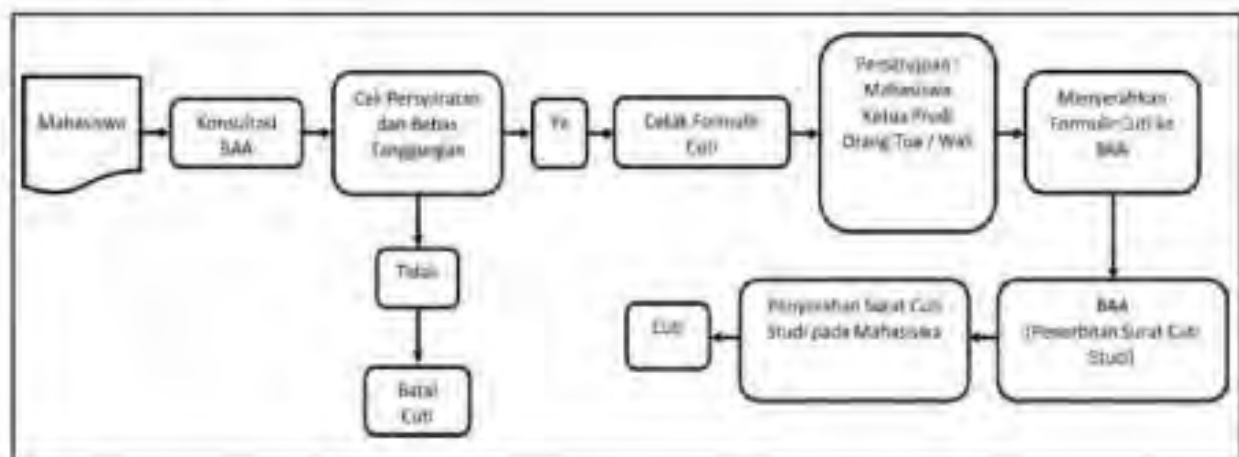 Mahasiswa
Konsultasi
BAA
Cek Persyaratan
dan Bebas
Tanggungan
Ya
Cetak Formulir
Cuti
Persetujuan :
Mahasiswa
Ketua Prodi
Orang Tua / Wali
Menyerahkan
Formulir Cuti ke
BAA
Tidak
Batal
Cuti
BAA
(Penerbitan Surat Cuti
Studi)
Penyerahan Surat Cuti
Studi pada Mahasiswa
Cuti